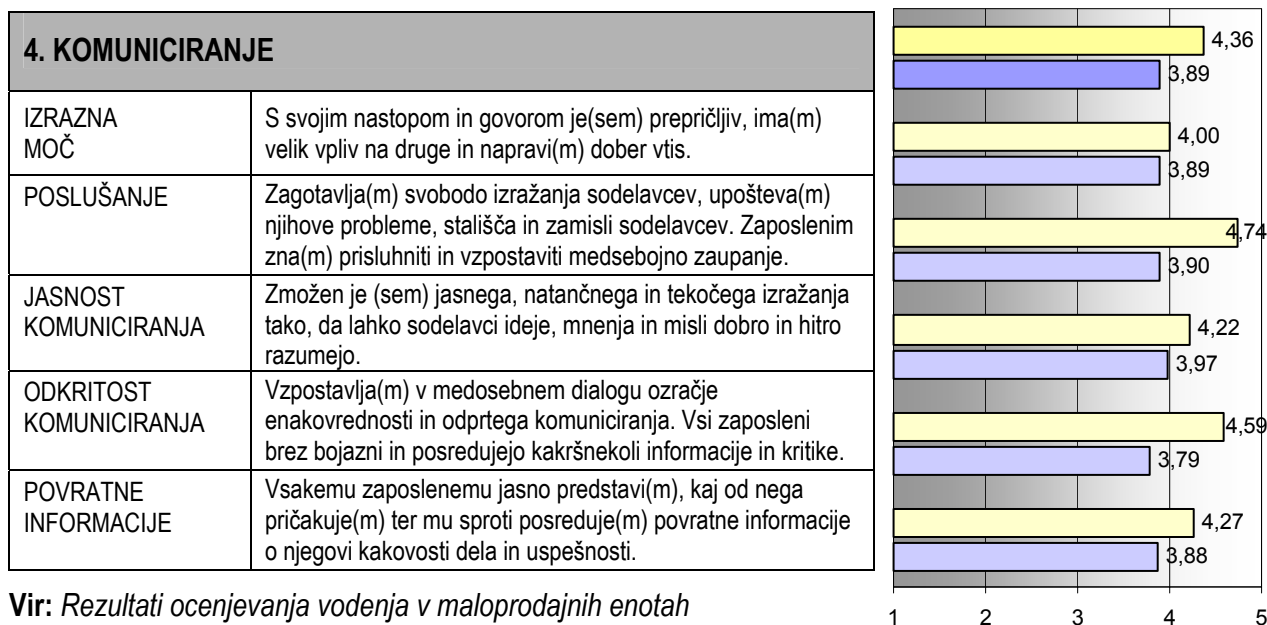 4. KOMUNICIRANJE
4,36
3,89
IZRAZNA
MOČ
S svojim nastopom in govorom je(sem) prepričljiv, ima(m)
velik vpliv na druge in napravi(m) dober vtis.
4,00
3,89
POSLUŠANJE
Zagotavlja(m) svobodo izražanja sodelavcev, upošteva(m)
njihove probleme, stališča in zamisli sodelavcev. Zaposlenim
zna(m) prisluhniti in vzpostaviti medsebojno zaupanje.
4,74
3,90
JASNOST
KOMUNICIRANJA
Zmožen je (sem) jasnega, natančnega in tekočega izražanja
tako, da lahko sodelavci ideje, mnenja in misli dobro in hitro
razumejo.
4,22
3,97
ODKRITOST
KOMUNICIRANJA
Vzpostavlja(m) v medosebnem dialogu ozračje
enakovrednosti in odprtega komuniciranja. Vsi zaposleni
brez bojazni in posredujejo kakršnekoli informacije in kritike.
4,59
3,79
POVRATNE
INFORMACIJE
Vsakemu zaposlenemu jasno predstavi(m), kaj od nega
pričakuje(m) ter mu sproti posreduje(m) povratne informacije
o njegovi kakovosti dela in uspešnosti.
4,27
3,88
1 2 3 4 5
Vir: Rezultati ocenjevanja vodenja v maloprodajnih enotah